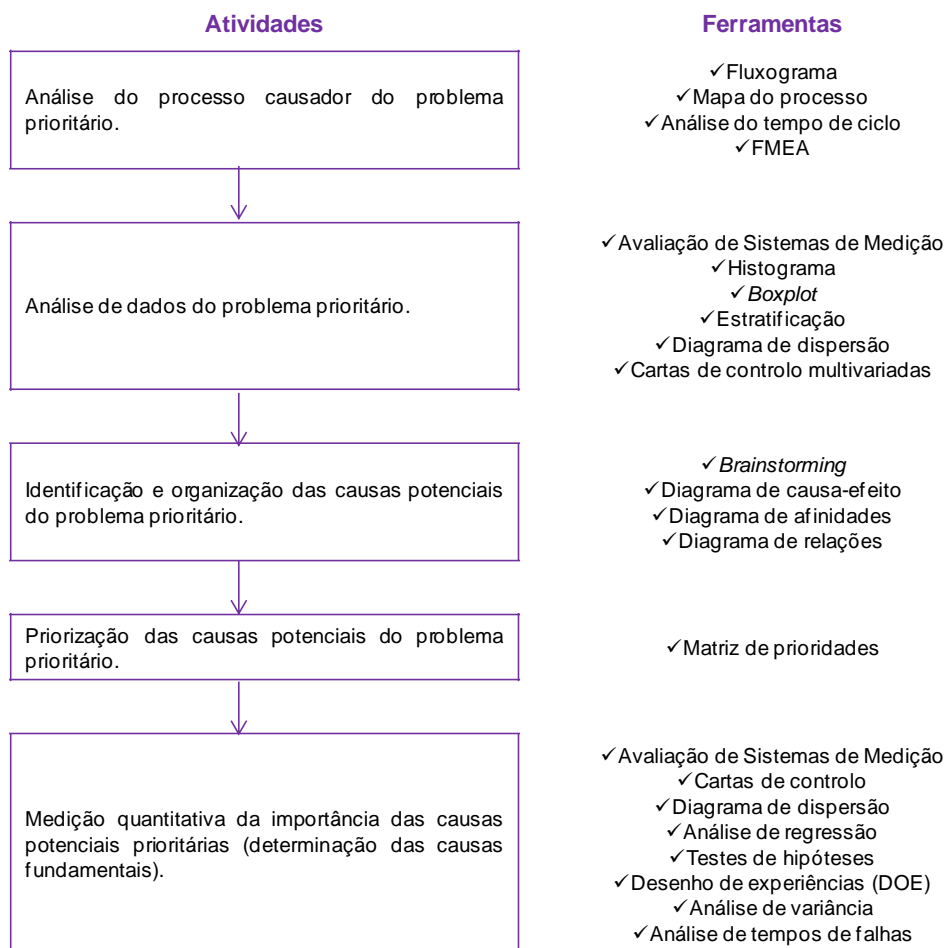 Atividades
Ferramentas
Análise do processo causador do problema
prioritário.
✓Fluxograma
✓Mapa do processo
✓Análise do tempo de ciclo
✓FMEA
Análise de dados do problema prioritário.
✓Avaliação de Sistemas de Medição
✓Histograma
✓Boxplot
✓Estratificação
✓Diagrama de dispersão
✓Cartas de controlo multivariadas
Identificação e organização das causas potenciais
do problema prioritário.
✓Brainstorming
✓Diagrama de causa-efeito
✓Diagrama de afinidades
✓Diagrama de relações
Priorização das causas potenciais do problema
prioritário.
✓Matriz de prioridades
Medição quantitativa da importância das causas
potenciais prioritárias (determinação das causas
fundamentais).
✓Avaliação de Sistemas de Medição
✓Cartas de controlo
✓Diagrama de dispersão
✓Análise de regressão
✓Testes de hipóteses
✓Desenho de experiências (DOE)
✓Análise de variância
✓Análise de tempos de falhas